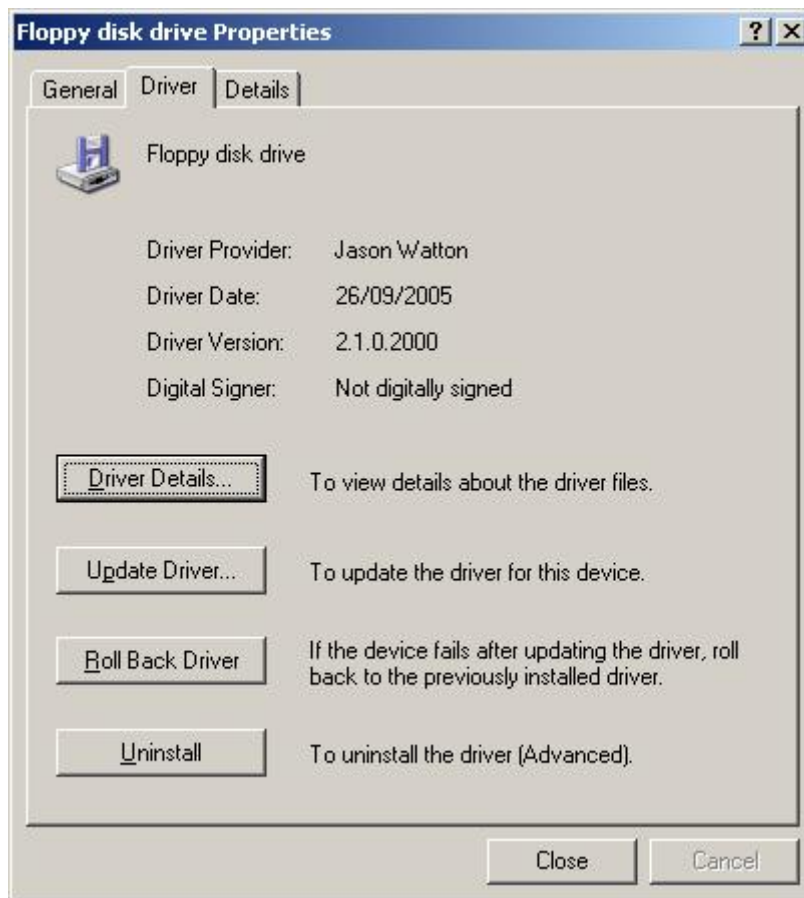 Floppy disk drive Properties
General Driver Details
Floppy disk drive
Driver Provider: Jason Watton
Driver Date: 26/09/2005
Driver Version: 2.1.0.2000
Digital Signer: Not digitally signed
Driver Details... To view details about the driver files.
Update Driver... To update the driver for this device.
Roll Back Driver If the device fails after updating the driver, roll
back to the previously installed driver.
Uninstall To uninstall the driver (Advanced).
Close Cancel